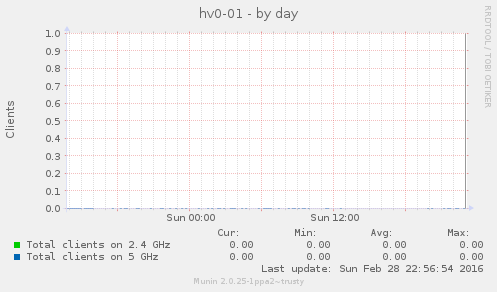 hv0-01 - by day
RRDTOOL / TOBI OETIKER
Clients
1.0
0.9
0.8
0.7
0.6
0.5
0.4
0.3
0.2
0.1
0.0
Sun 00:00 Sun 12:00
Cur: Min: Avg: Max:
Total clients on 2.4 GHz 0.00 0.00 0.00 0.00
Total clients on 5 GHz 0.00 0.00 0.00 0.00
Last update: Sun Feb 28 22:56:54 2016
Munin 2.0.25-1ppa2~trusty